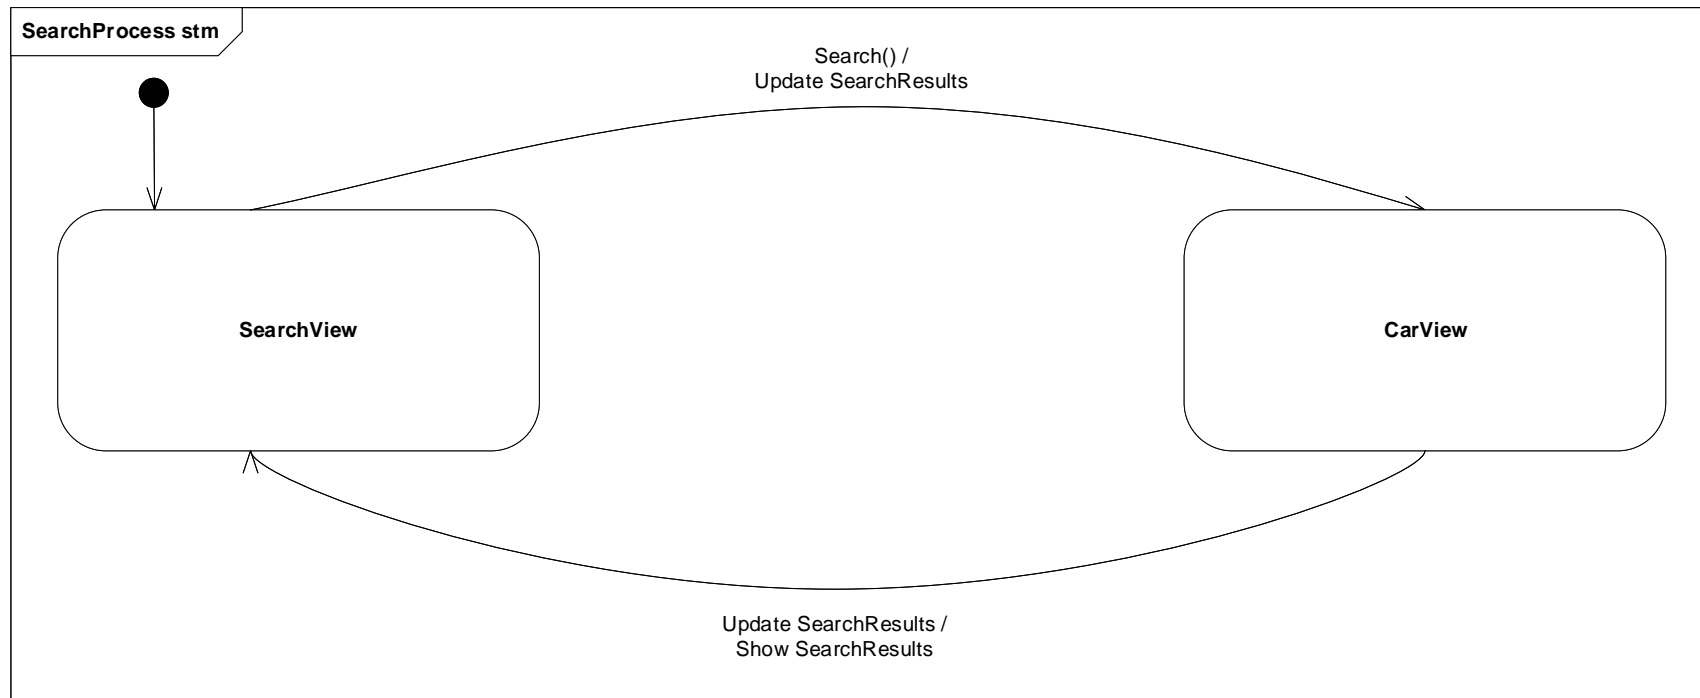 SearchProcess stm
Search() /
Update SearchResults
SearchView
CarView
Update SearchResults /
Show SearchResults